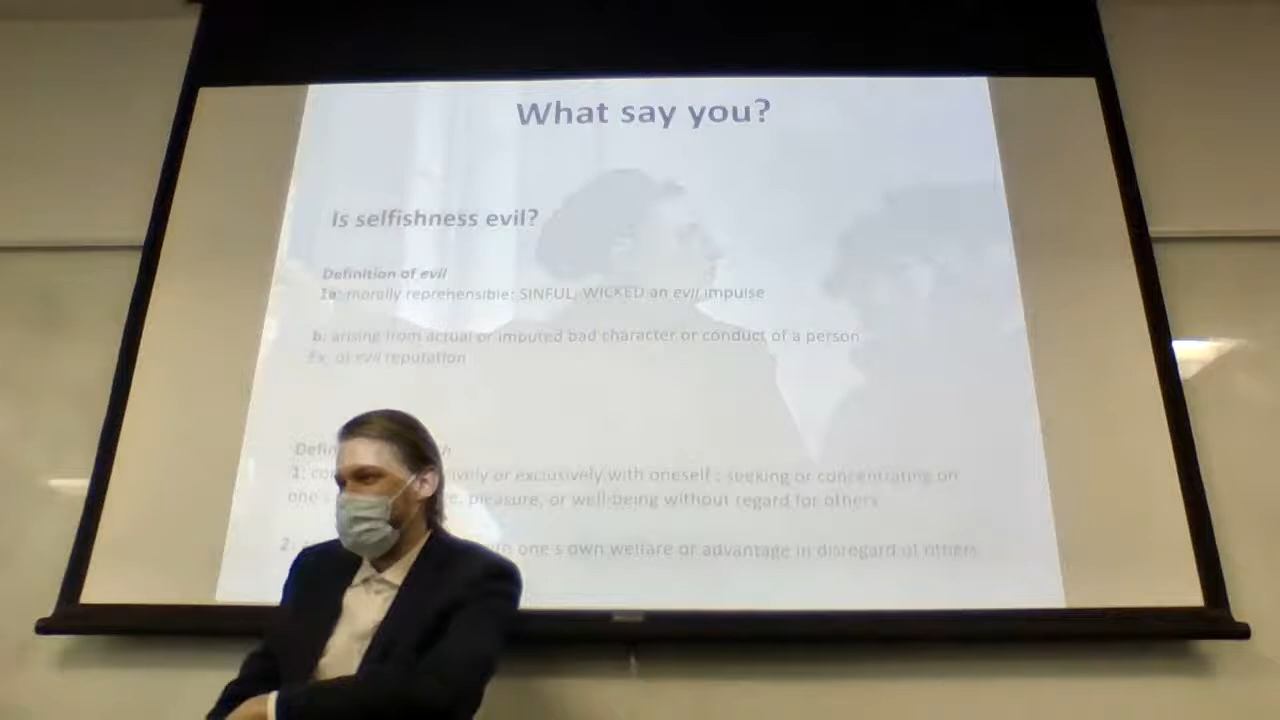 What say you?
Is selfishness evil?
Definition of evil
1a: morally reprehensible: SINFUL, WICKED an evil impulse
b: arising from actual or imputed bad character or conduct of a person
Ex. of evil reputation
1: ively or exclusively with oneself : seeking or concentrating on
one's pleasure, or well-being without regard for others
2: one's own welfare or advantage in disregard of others